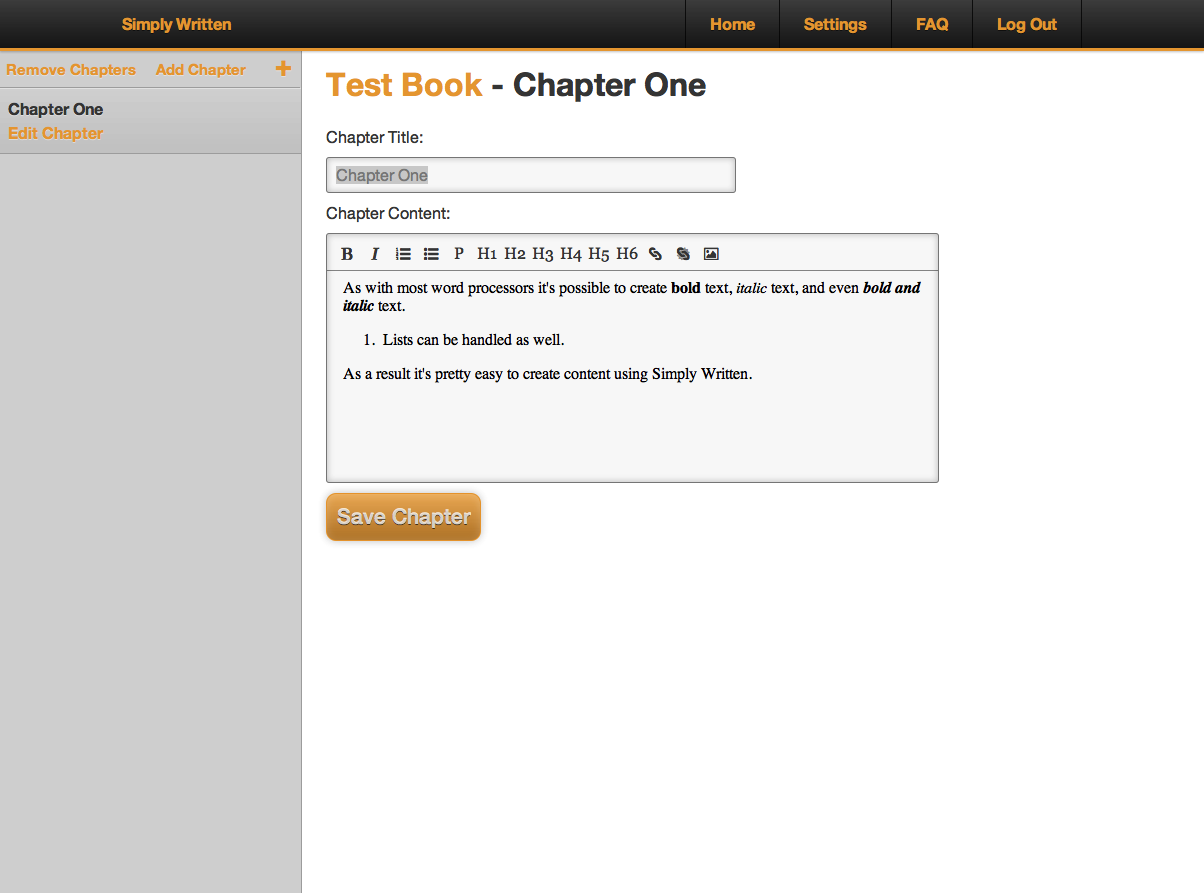 Simply Written Home Settings FAQ Log Out
Remove Chapters Add Chapter +
Chapter One
Edit Chapter
Test Book - Chapter One
Chapter Title:
Chapter One
Chapter Content:
B I P H1 H2 H3 H4 H5 H6
As with most word processors it's possible to create bold text, italic text, and even bold and
italic text.
1. Lists can be handled as well.
As a result it's pretty easy to create content using Simply Written.
Save Chapter